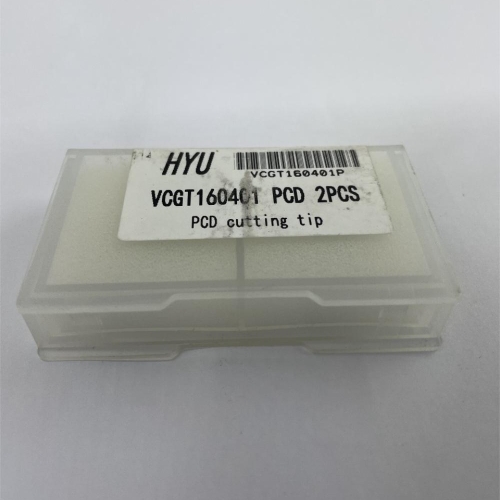 HYU
VCGT160401P
VCGT160401 PCD 2PCS
PCD cutting tip